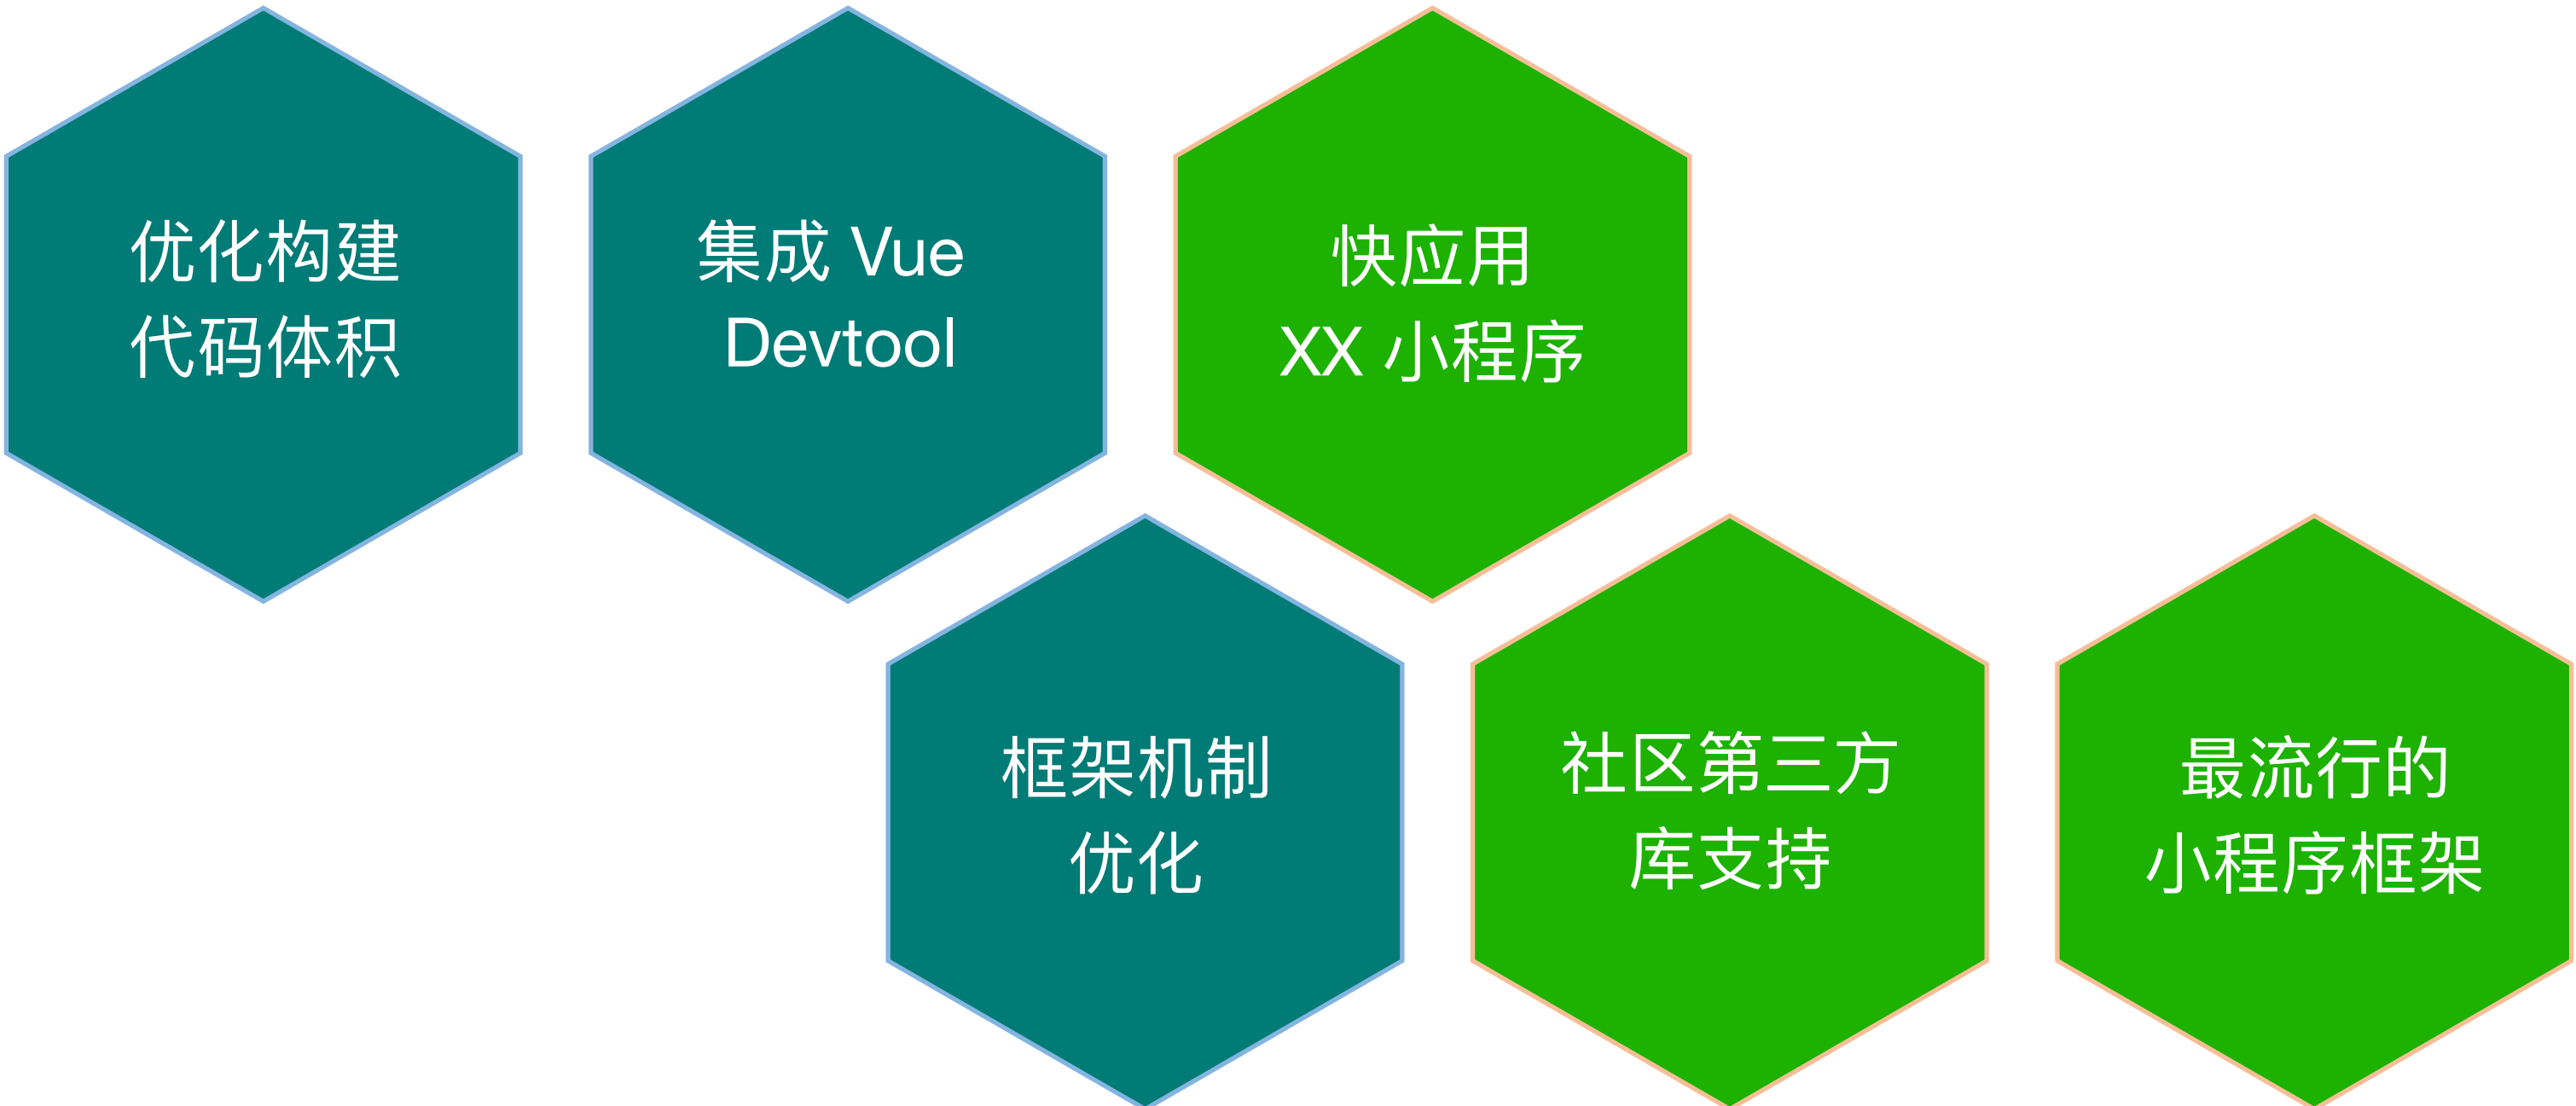 优化构建
代码体积
集成 Vue
Devtool
快应用
XX 小程序
框架机制
优化
社区第三方
库支持
最流行的
小程序框架